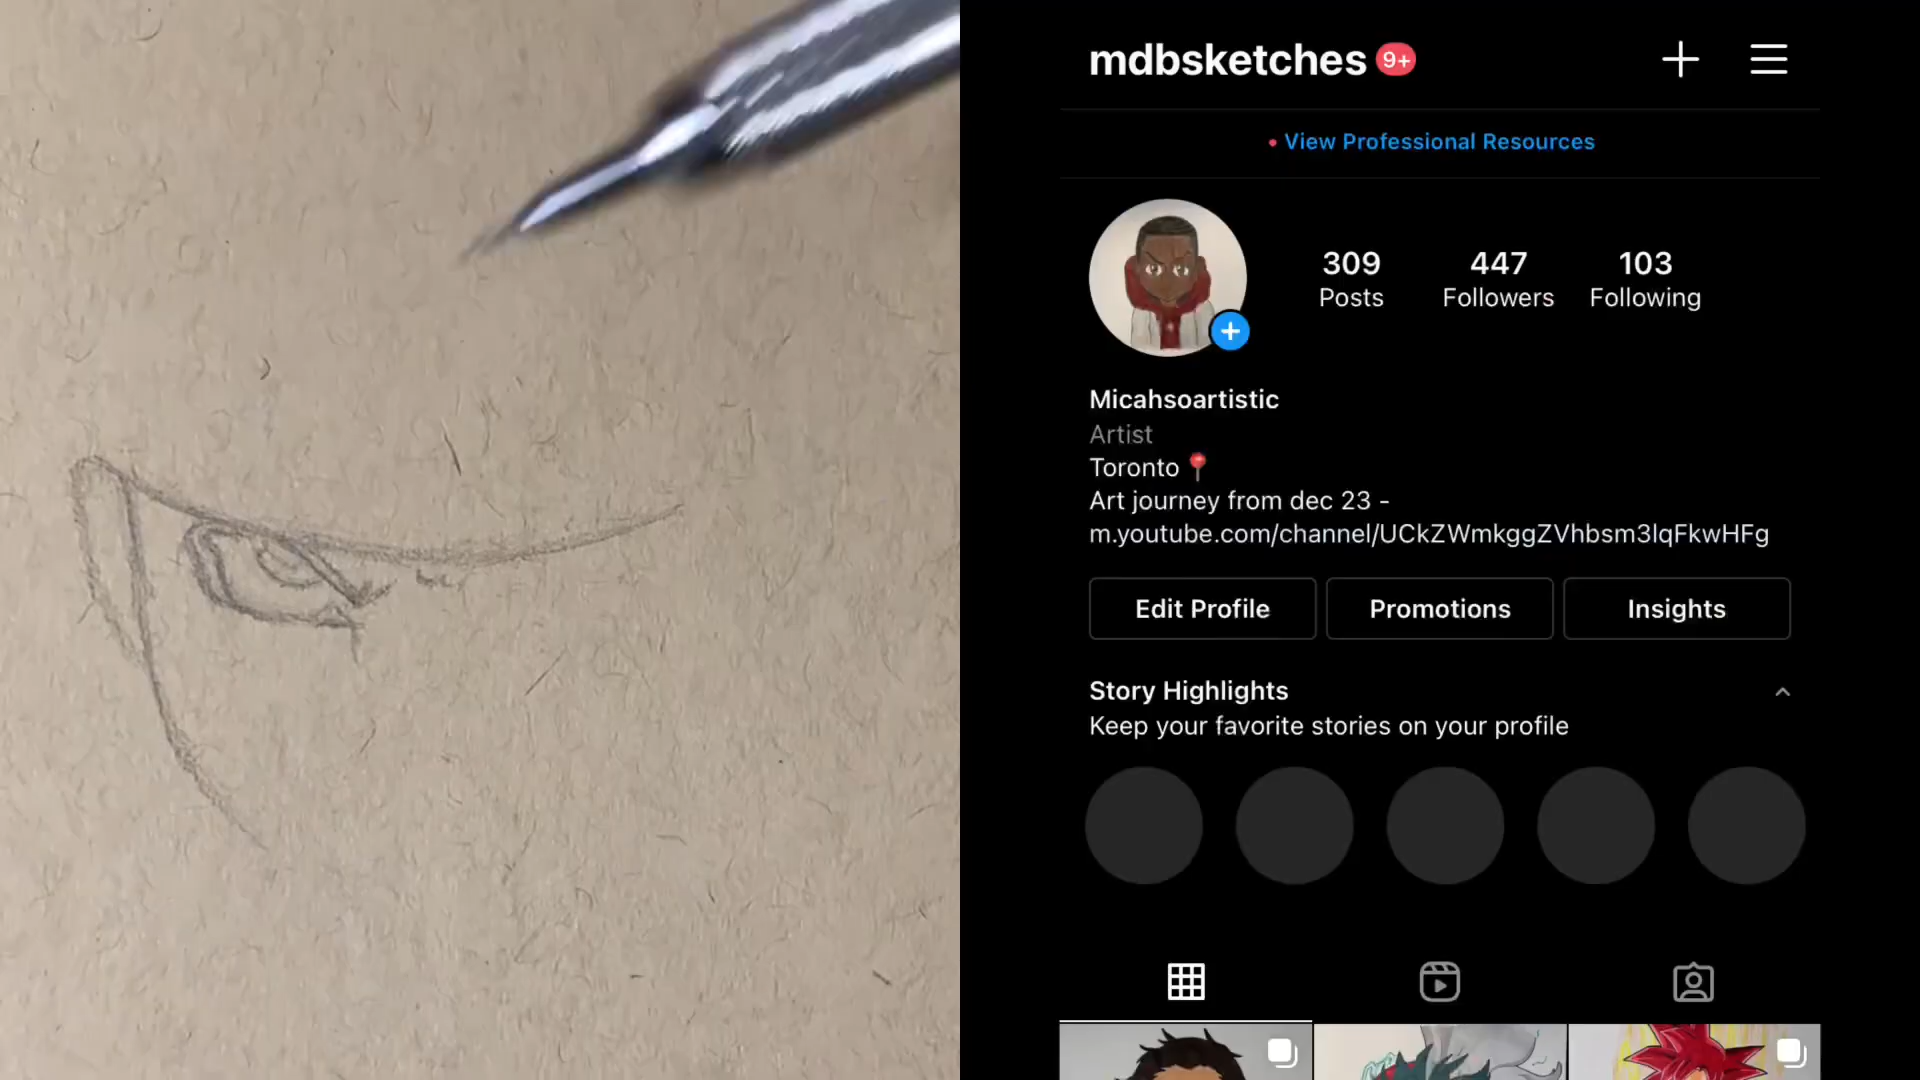 mdbsketches 9+
View Professional Resources
309 447 103
Posts Followers Following
Micahsoartistic
Artist
Toronto📍
Art journey from dec 23 -
m.youtube.com/channel/UCkZWmkggZVhbsm3lqFkwHFg
Edit Profile Promotions Insights
Story Highlights
Keep your favorite stories on your profile